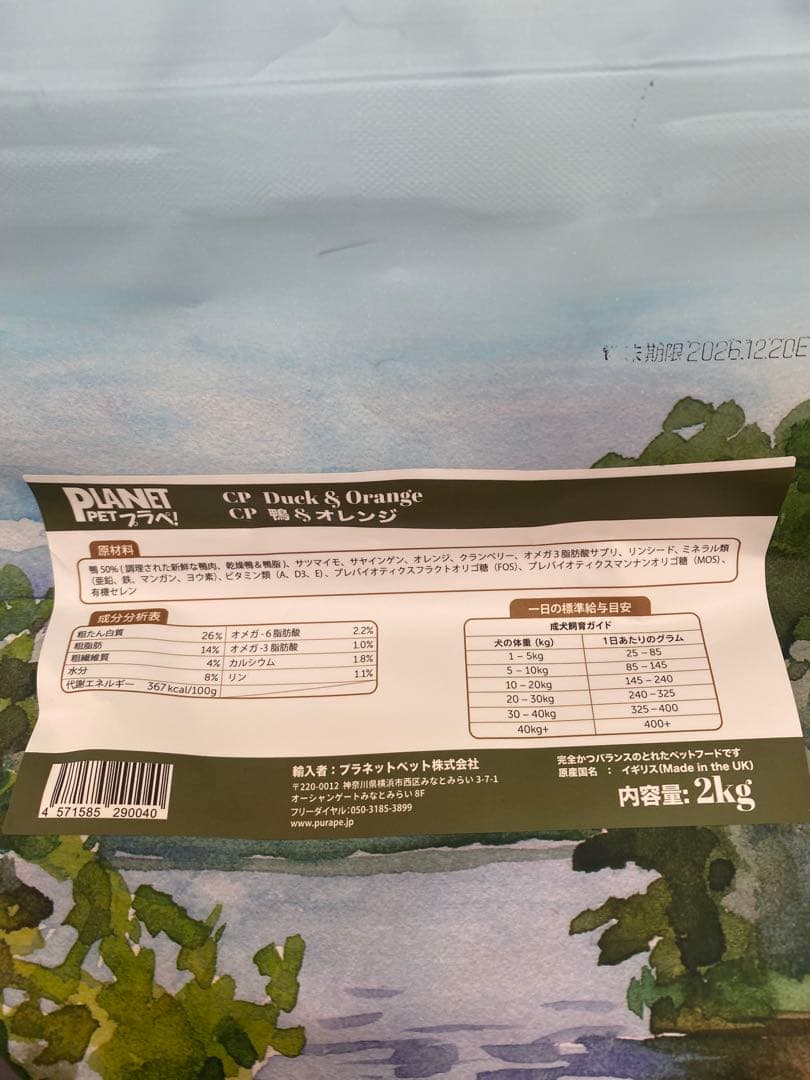 期限2026.12.20E
PLANET
PETプラペ!
CP Duck & Orange
CP 鴨&オレンジ
原材料
鴨50%(調理された新鮮な鴨肉、乾燥鴨&鴨脂)、サツマイモ、サヤインゲン、オレンジ、クランベリー、オメガ3脂肪酸サプリ、リンシード、ミネラル類
(亜鉛、鉄、マンガン、ヨウ素)、ビタミン類(A、D3、E)、プレバイオティクスフラクトオリゴ糖(FOS)、プレバイオティクスマンナンオリゴ糖(MOS)、
有機セレン
成分分析表
粗たん白質 26% オメガ-6脂肪酸 2.2%
粗脂肪 14% オメガ-3脂肪酸 1.0%
粗繊維質 4% カルシウム 1.8%
水分 8% リン 1.1%
代謝エネルギー 367kcal/100g
一日の標準給与目安
成犬飼育ガイド
犬の体重(kg) 1日あたりのグラム
1 – 5kg 25 – 85
5 – 10kg 85 – 145
10 – 20kg 145 – 240
20 – 30kg 240 – 325
30 – 40kg 325 – 400
40kg+ 400+
4 571585 290040
輸入者:プラネットペット株式会社
〒220-0012 神奈川県横浜市西区みなとみらい3-7-1
オーシャンゲートみなとみらい8F
フリーダイヤル:050-3185-3899
www.purape.jp
完全かつバランスのとれたペットフードです
原産国名 : イギリス(Made in the UK)
内容量: 2kg